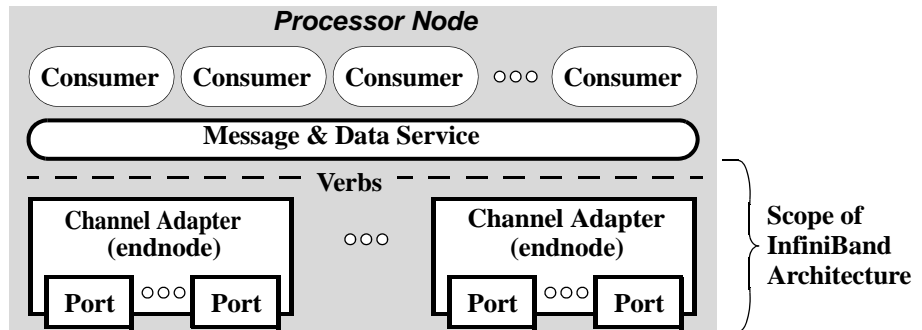 Processor Node
Consumer Consumer Consumer Consumer
Message & Data Service
Verbs
Channel Adapter
(endnode)
Port Port
Channel Adapter
(endnode)
Port Port
Scope of
InfiniBand
Architecture